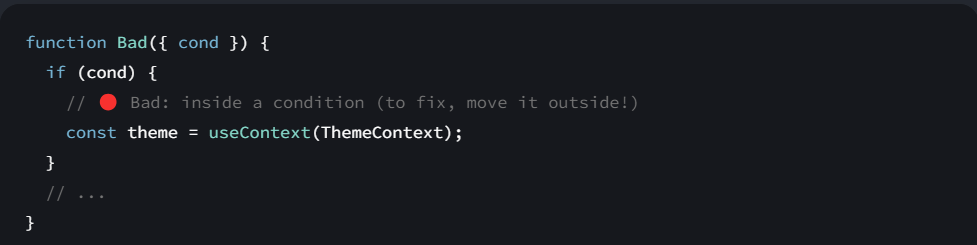 function Bad({ cond }) {
if (cond) {
// 🔴 Bad: inside a condition (to fix, move it outside!)
const theme = useContext(ThemeContext);
}
// ...
}